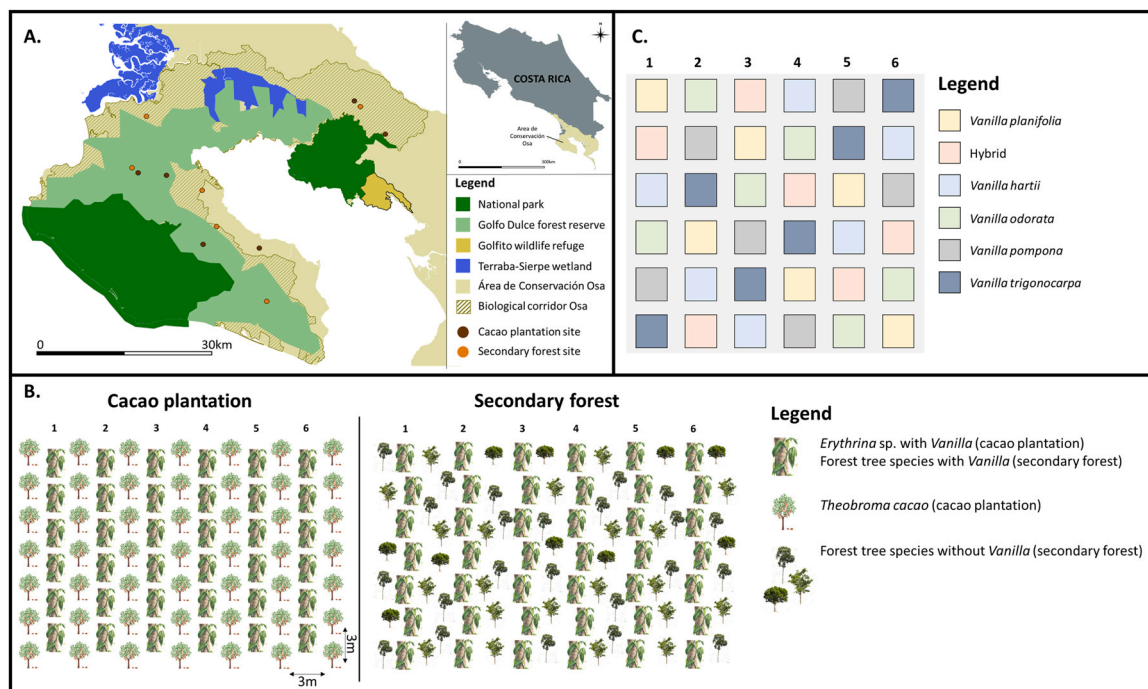 A.
N
COSTA RICA
Area de
Conservación
Osa
0 300km
Legend
National park
Golfo Dulce forest reserve
Golfito wildlife refuge
Terraba-Sierpe wetland
Área de Conservación Osa
Biological corridor Osa
Cacao plantation site
Secondary forest site
0 30km
C.
1 2 3 4 5 6
Legend
Vanilla planifolia
Hybrid
Vanilla hartii
Vanilla odorata
Vanilla pompona
Vanilla trigonocarpa
B.
Cacao plantation
1 2 3 4 5 6
3m
3m
Secondary forest
1 2 3 4 5 6
Legend
Erythrina sp. with Vanilla (cacao plantation)
Forest tree species with Vanilla (secondary forest)
Theobroma cacao (cacao plantation)
Forest tree species without Vanilla (secondary forest)